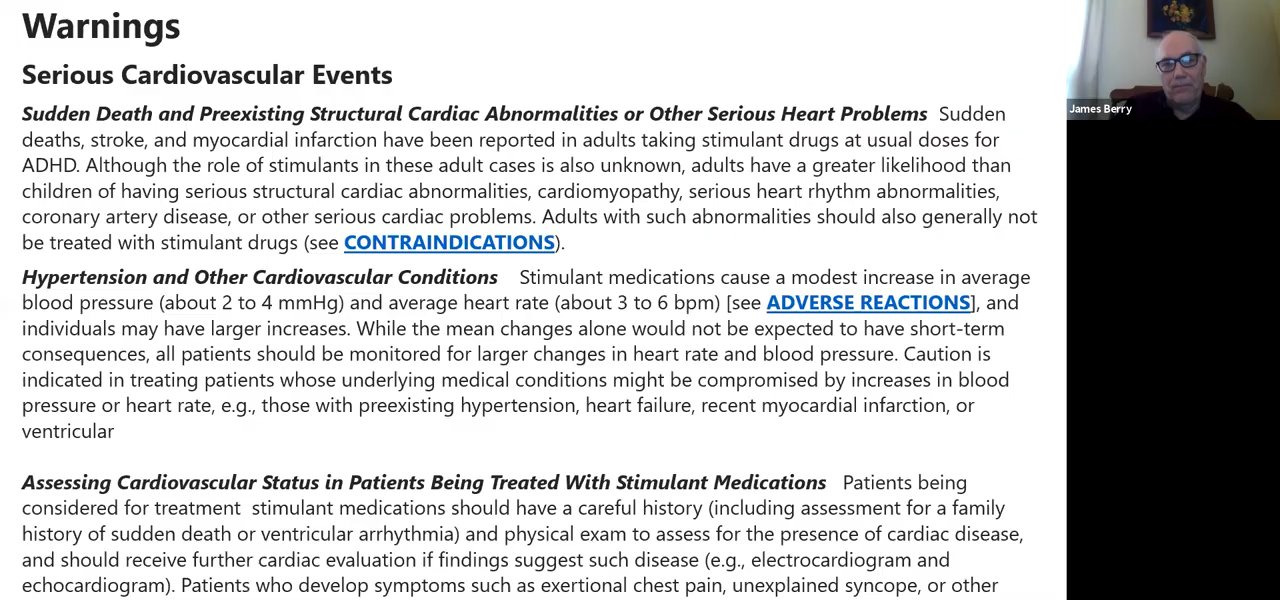 Warnings
Serious Cardiovascular Events
Sudden Death and Preexisting Structural Cardiac Abnormalities or Other Serious Heart Problems Sudden
deaths, stroke, and myocardial infarction have been reported in adults taking stimulant drugs at usual doses for
ADHD. Although the role of stimulants in these adult cases is also unknown, adults have a greater likelihood than
children of having serious structural cardiac abnormalities, cardiomyopathy, serious heart rhythm abnormalities,
coronary artery disease, or other serious cardiac problems. Adults with such abnormalities should also generally not
be treated with stimulant drugs (see CONTRAINDICATIONS).
Hypertension and Other Cardiovascular Conditions Stimulant medications cause a modest increase in average
blood pressure (about 2 to 4 mmHg) and average heart rate (about 3 to 6 bpm) [see ADVERSE REACTIONS], and
individuals may have larger increases. While the mean changes alone would not be expected to have short-term
consequences, all patients should be monitored for larger changes in heart rate and blood pressure. Caution is
indicated in treating patients whose underlying medical conditions might be compromised by increases in blood
pressure or heart rate, e.g., those with preexisting hypertension, heart failure, recent myocardial infarction, or
ventricular
Assessing Cardiovascular Status in Patients Being Treated With Stimulant Medications Patients being
considered for treatment stimulant medications should have a careful history (including assessment for a family
history of sudden death or ventricular arrhythmia) and physical exam to assess for the presence of cardiac disease,
and should receive further cardiac evaluation if findings suggest such disease (e.g., electrocardiogram and
echocardiogram). Patients who develop symptoms such as exertional chest pain, unexplained syncope, or other
James Berry